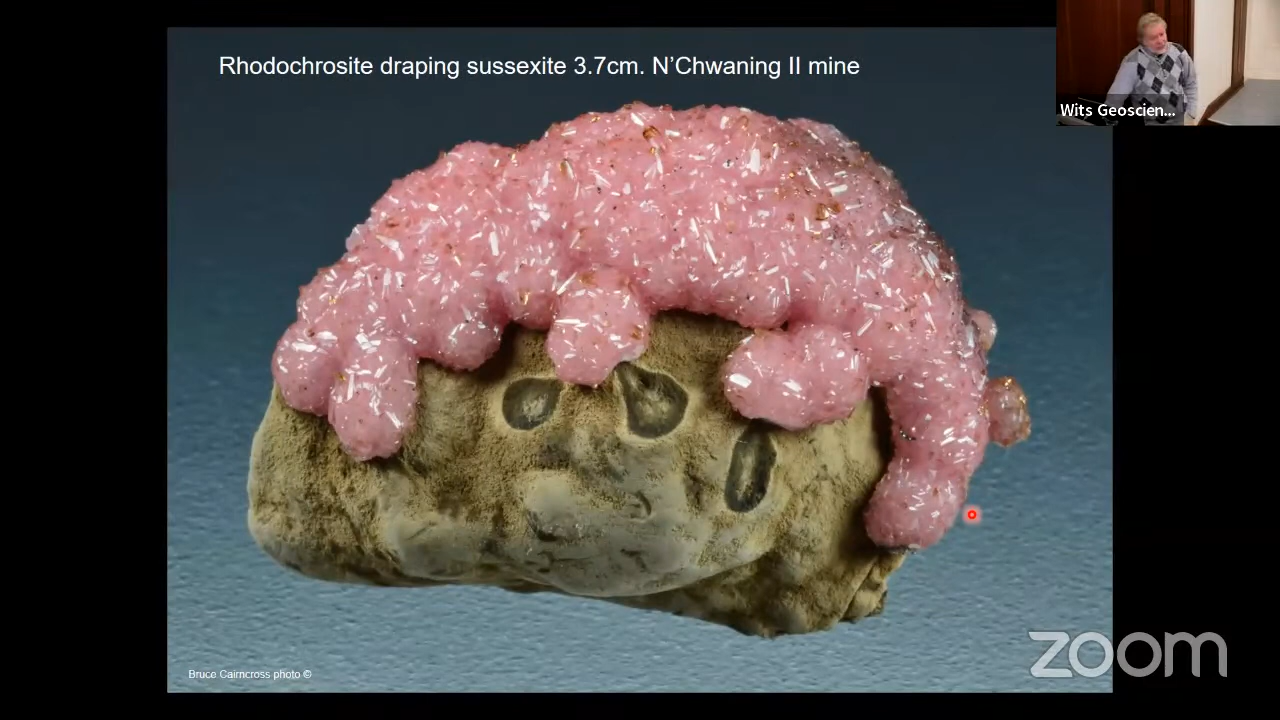 Rhodochrosite draping sussexite 3.7cm. N'Chwaning II mine
Wits Geoscien...
Bruce Cairncross photo ©
zoom